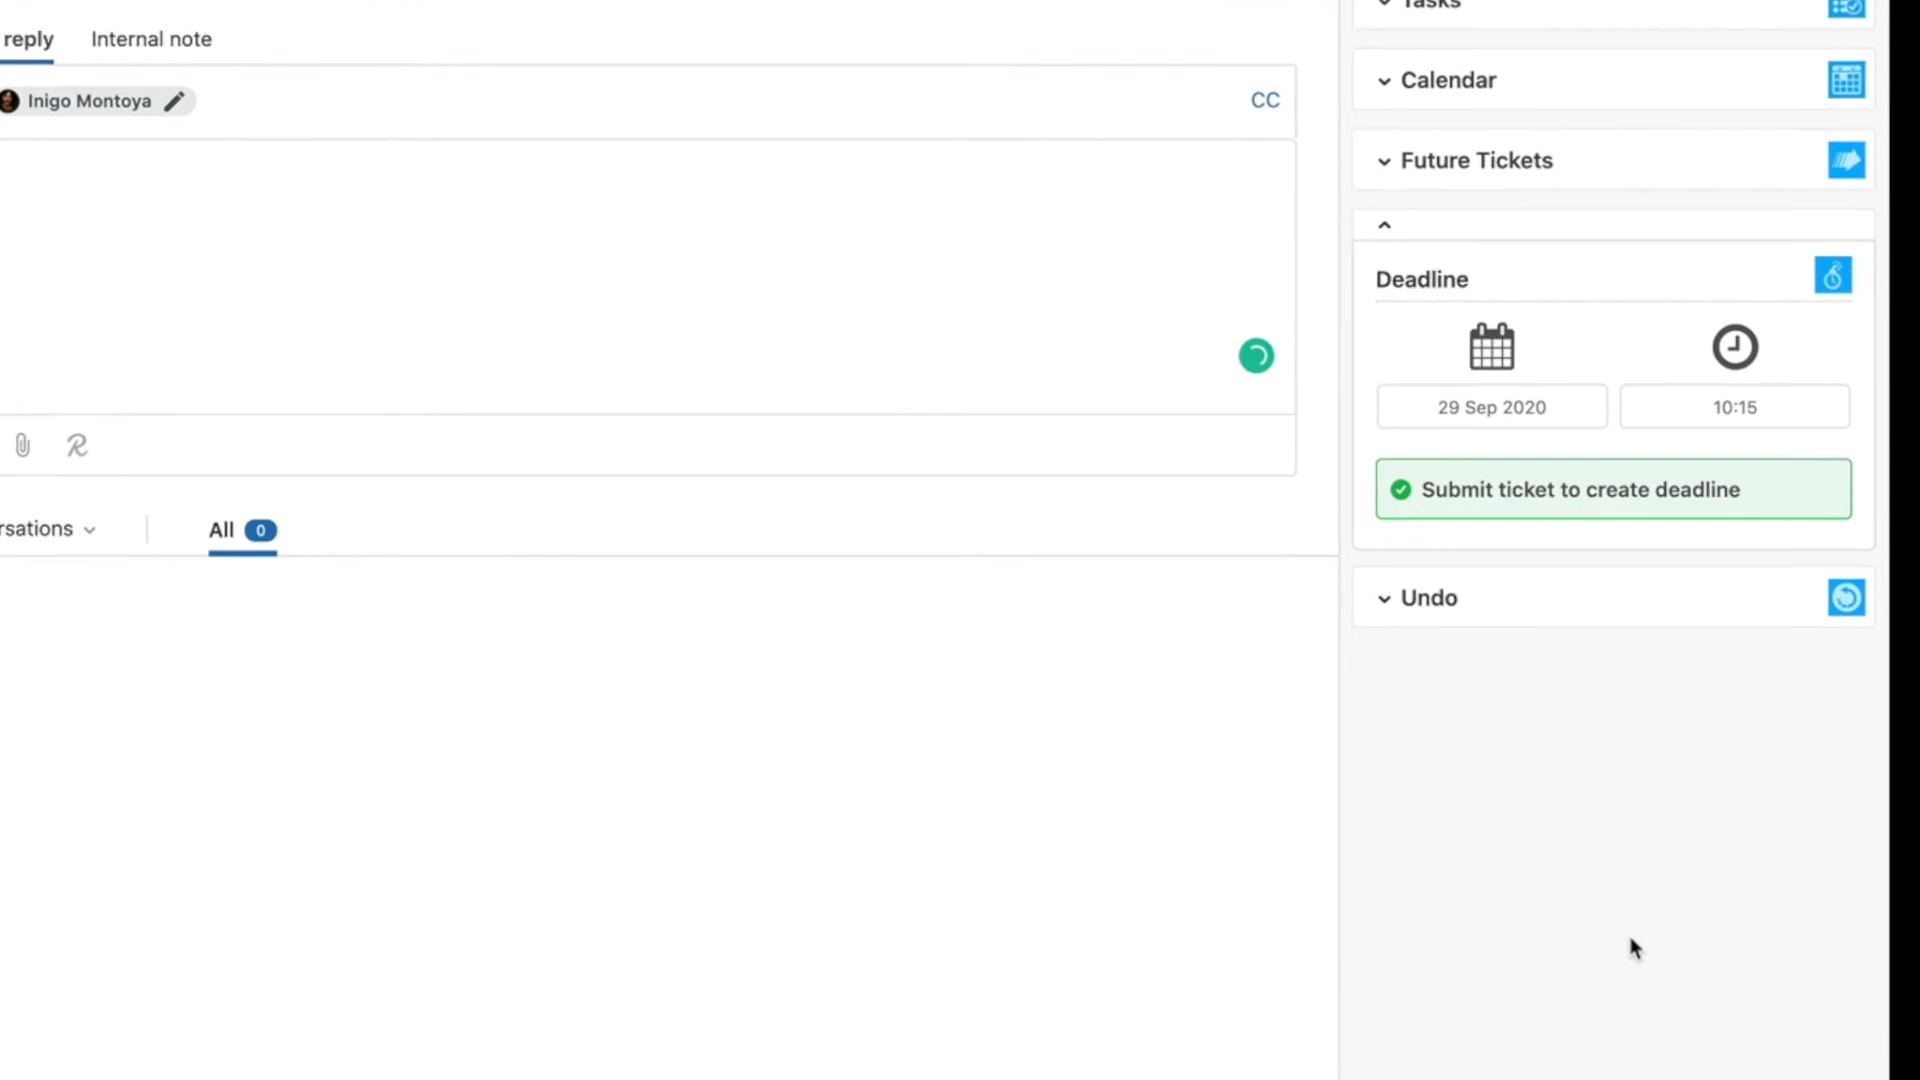 Tasks
reply Internal note
Calendar
Inigo Montoya
CC
Future Tickets
Deadline
29 Sep 2020 10:15
Submit ticket to create deadline
rsations All 0
Undo